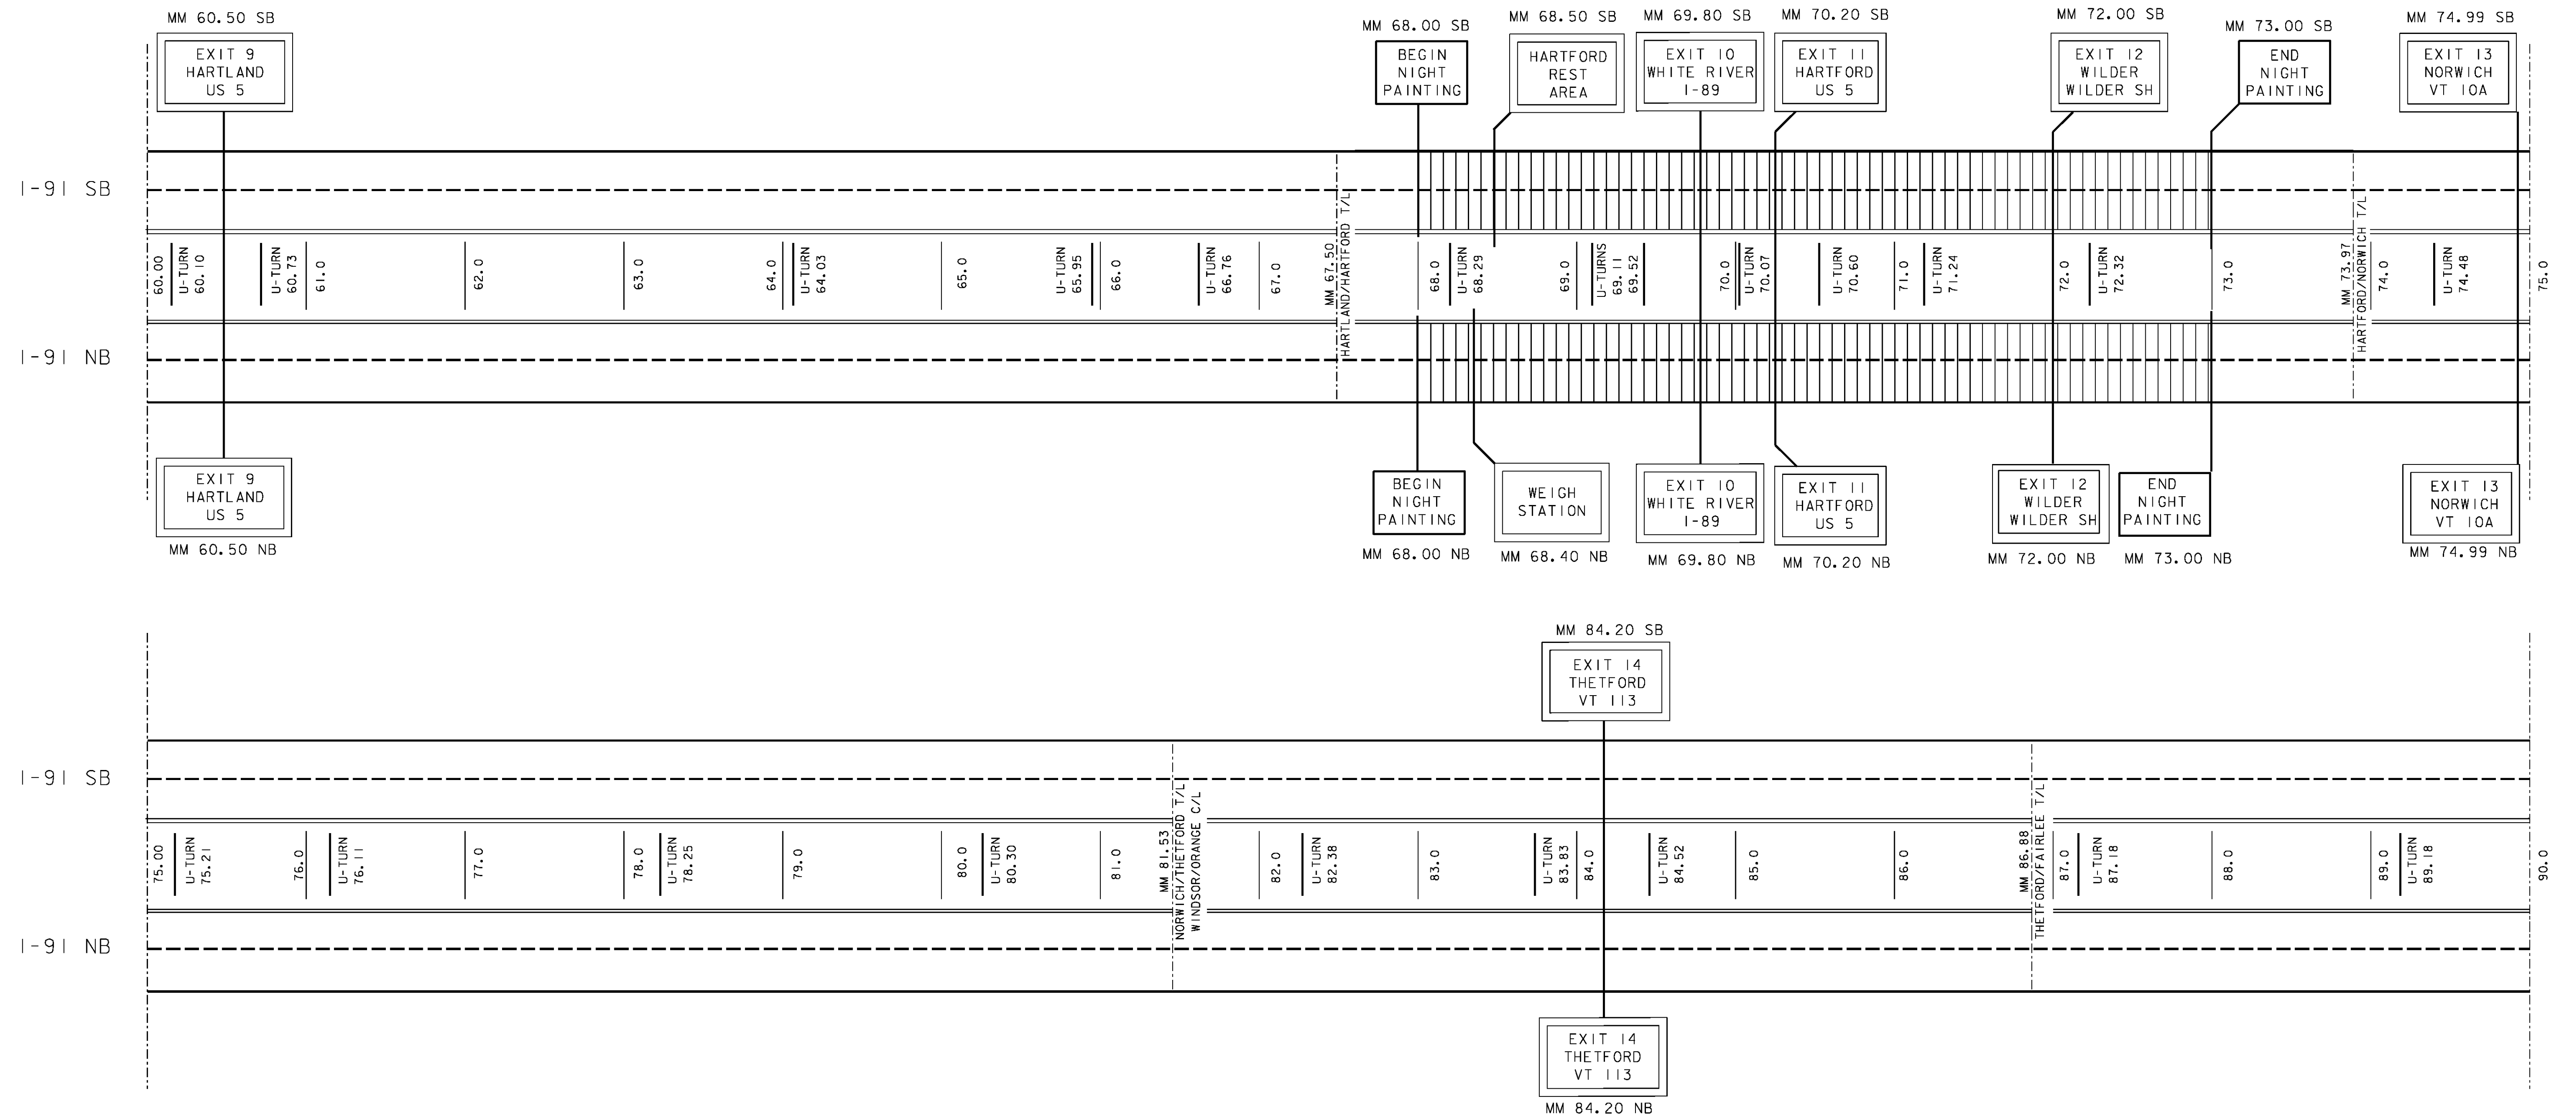 MM 60.50 SB
EXIT 9
HARTLAND
US 5
MM 68.00 SB
BEGIN
NIGHT
PAINTING
MM 68.50 SB
HARTFORD
REST
AREA
MM 69.80 SB
EXIT 10
WHITE RIVER
I-89
MM 70.20 SB
EXIT 11
HARTFORD
US 5
MM 72.00 SB
EXIT 12
WILDER
WILDER SH
MM 73.00 SB
END
NIGHT
PAINTING
MM 74.99 SB
EXIT 13
NORWICH
VT 10A
I-91 SB
60.00
U-TURN
60.10
U-TURN
60.73
61.0
62.0
63.0
64.0
U-TURN
64.03
65.0
U-TURN
65.95
66.0
U-TURN
66.76
67.0
MM 67.50
HARTLAND/HARTFORD T/L
68.0
U-TURN
68.29
69.0
U-TURNS
69.11
69.52
70.0
U-TURN
70.07
U-TURN
70.60
71.0
U-TURN
71.24
72.0
U-TURN
72.32
73.0
MM 73.97
HARTFORD/NORWICH T/L
74.0
U-TURN
74.48
75.0
I-91 NB
EXIT 9
HARTLAND
US 5
MM 60.50 NB
BEGIN
NIGHT
PAINTING
MM 68.00 NB
WEIGH
STATION
MM 68.40 NB
EXIT 10
WHITE RIVER
I-89
MM 69.80 NB
EXIT 11
HARTFORD
US 5
MM 70.20 NB
EXIT 12
WILDER
WILDER SH
MM 72.00 NB
END
NIGHT
PAINTING
MM 73.00 NB
EXIT 13
NORWICH
VT 10A
MM 74.99 NB
MM 84.20 SB
EXIT 14
THETFORD
VT 113
I-91 SB
75.00
U-TURN
75.21
76.0
U-TURN
76.11
77.0
78.0
U-TURN
78.25
79.0
80.0
U-TURN
80.30
81.0
MM 81.53
NORWICH/THETFORD T/L
WINDSOR/ORANGE C/L
82.0
U-TURN
82.38
83.0
U-TURN
83.83
84.0
U-TURN
84.52
85.0
86.0
MM 86.88
THETFORD/FAIRLEE T/L
87.0
U-TURN
87.18
88.0
89.0
U-TURN
89.18
90.0
I-91 NB
EXIT 14
THETFORD
VT 113
MM 84.20 NB